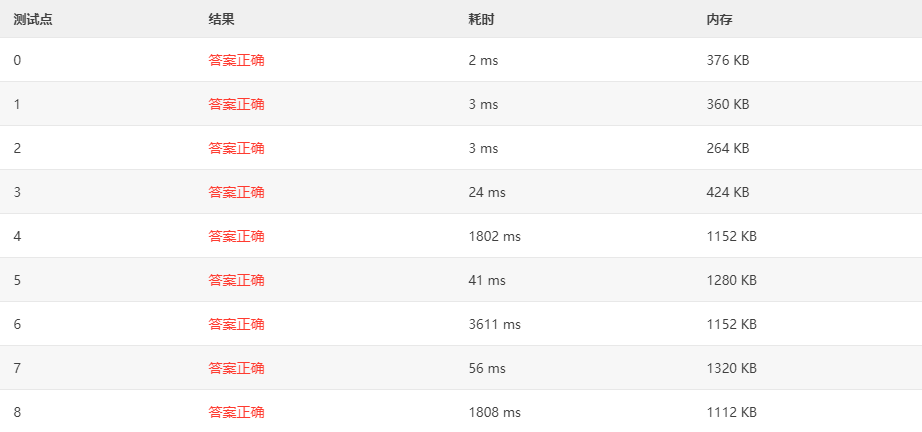 测试点 结果 耗时 内存
0 答案正确 2 ms 376 KB
1 答案正确 3 ms 360 KB
2 答案正确 3 ms 264 KB
3 答案正确 24 ms 424 KB
4 答案正确 1802 ms 1152 KB
5 答案正确 41 ms 1280 KB
6 答案正确 3611 ms 1152 KB
7 答案正确 56 ms 1320 KB
8 答案正确 1808 ms 1112 KB